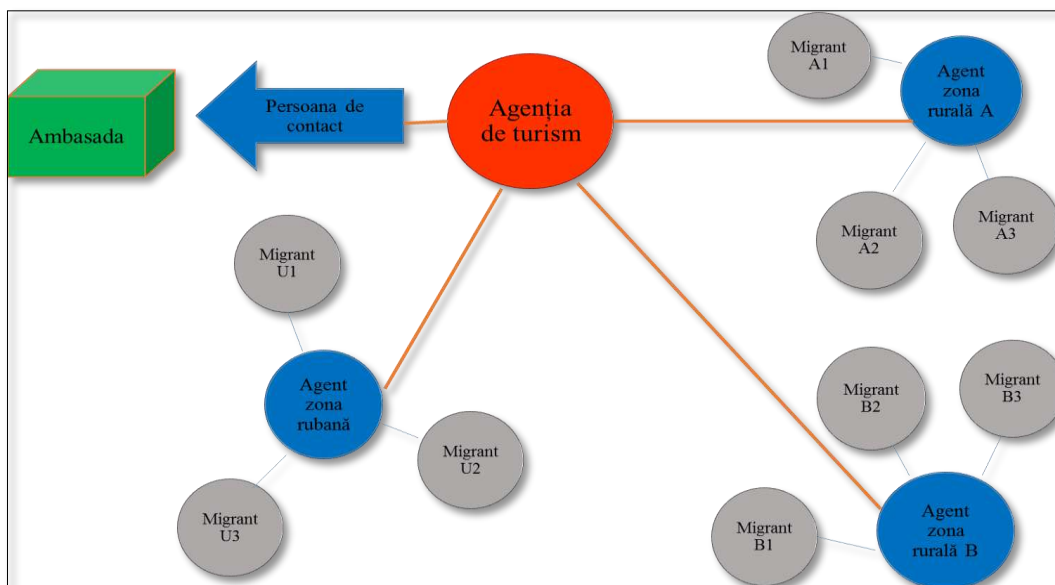 Ambasada
Persoana de
contact
Agenția
de turism
Migrant
A1
Agent
zona
rurală A
Migrant
A2
Migrant
A3
Migrant
U1
Agent
zona
rubană
Migrant
U2
Migrant
U3
Migrant
B2
Migrant
B3
Migrant
B1
Agent
zona
rurală B